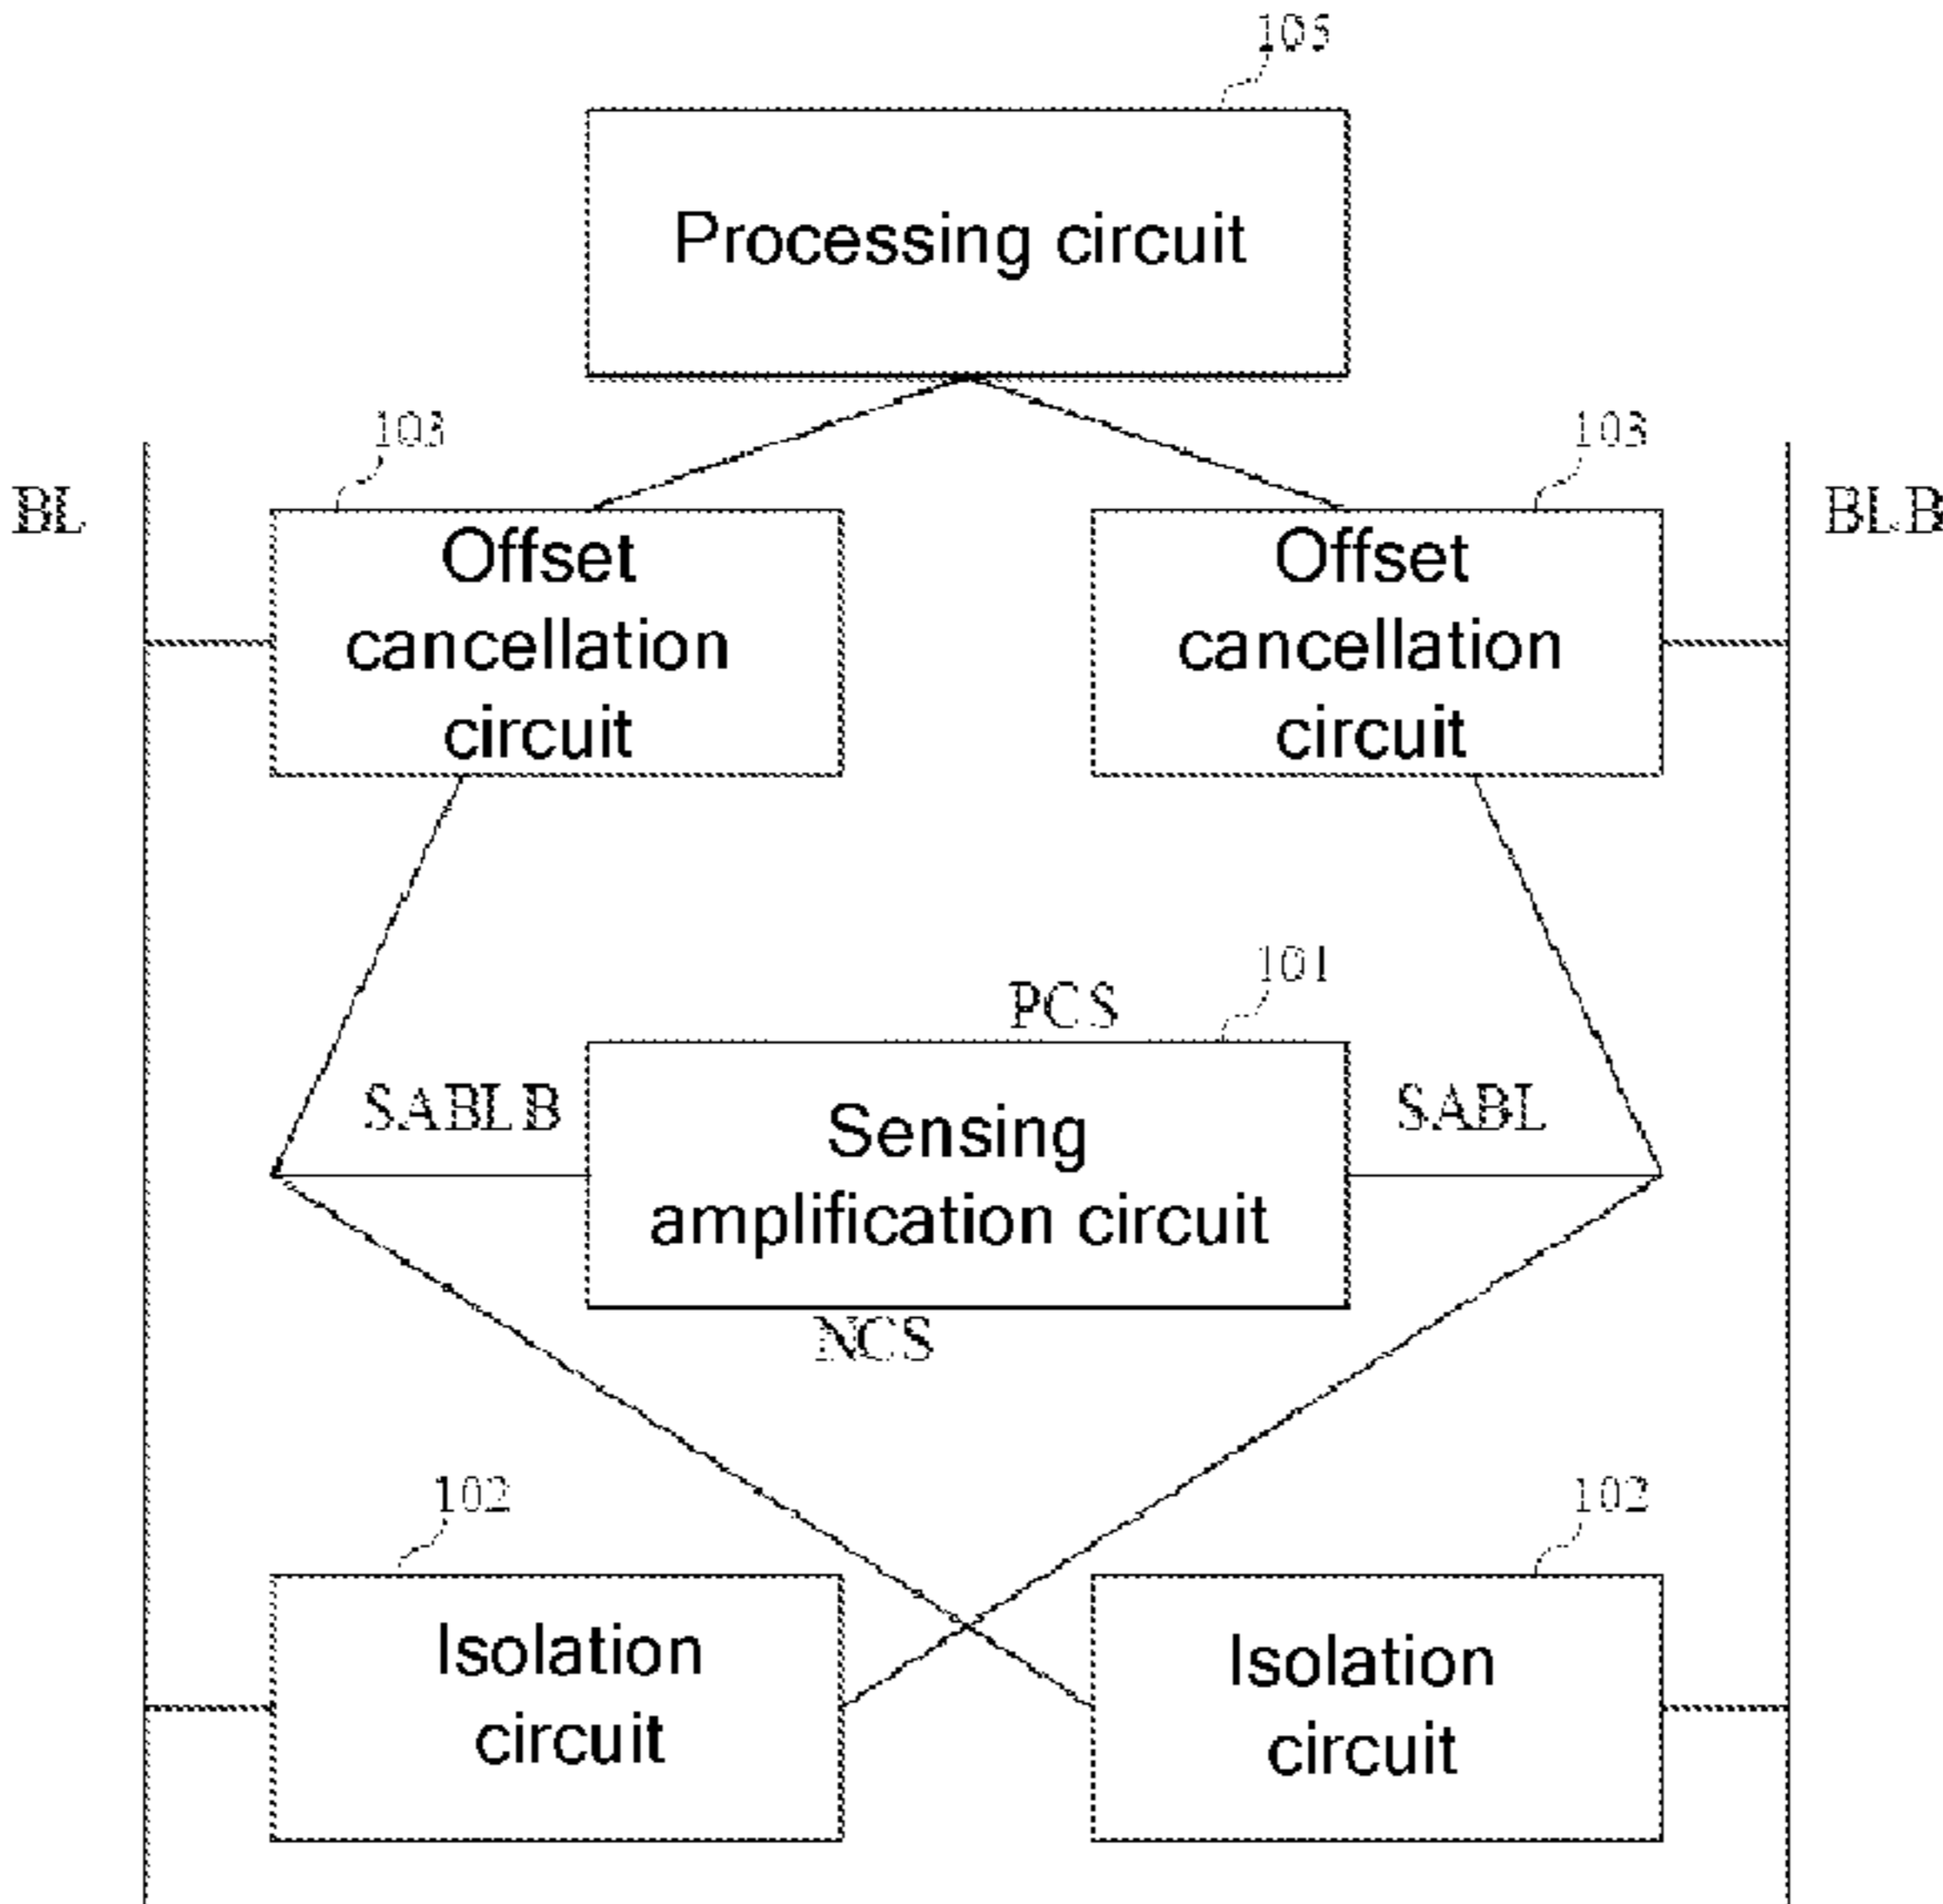 105
Processing circuit
103
103
BL
BLB
Offset
cancellation
circuit
Offset
cancellation
circuit
101
PCS
SABLB
SABL
Sensing
amplification circuit
NCS
102
102
Isolation
circuit
Isolation
circuit